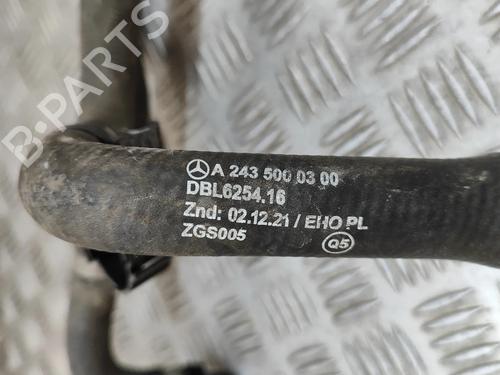 B-PARTS
A 243 500 03 00
DBL6254.16
Znd: 02.12.21 / EHO PL
ZGS005
Q5